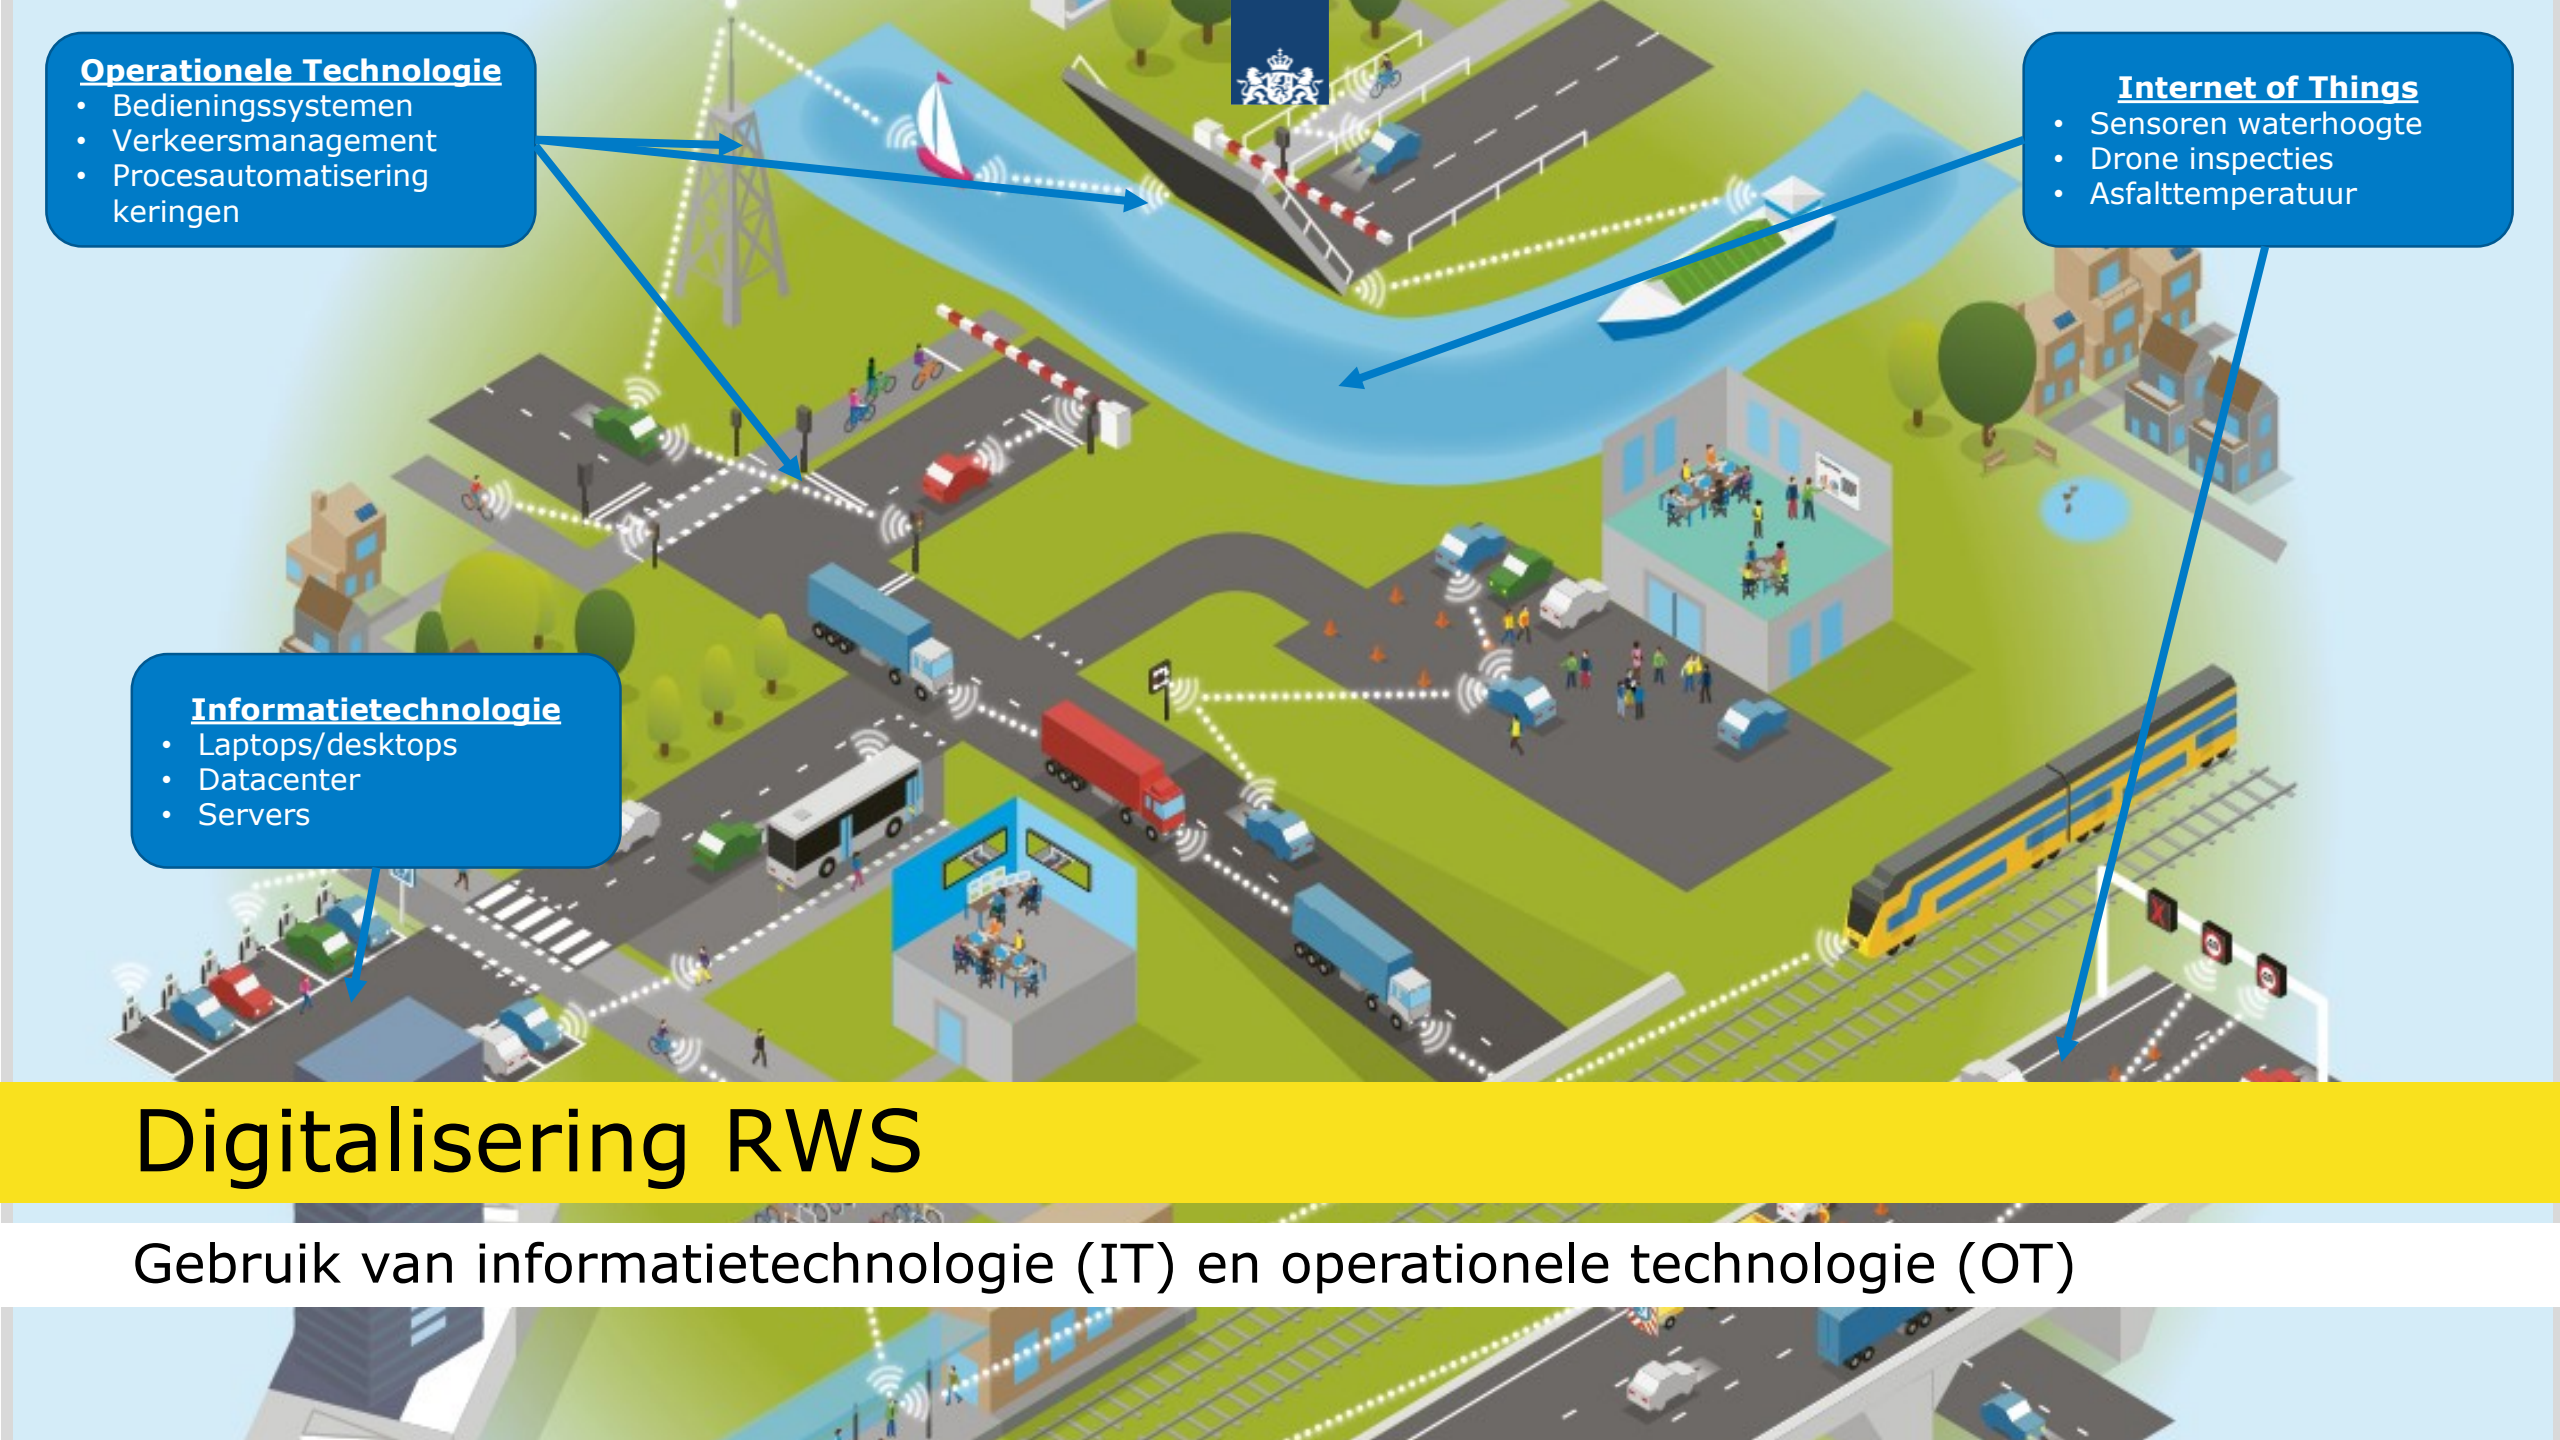 Operationele Technologie
• Bedieningssystemen
• Verkeersmanagement
• Procesautomatisering
keringen
Internet of Things
• Sensoren waterhoogte
• Drone inspecties
• Asfalttemperatuur
Informatietechnologie
• Laptops/desktops
• Datacenter
• Servers
Digitalisering RWS
Gebruik van informatietechnologie (IT) en operationele technologie (OT)